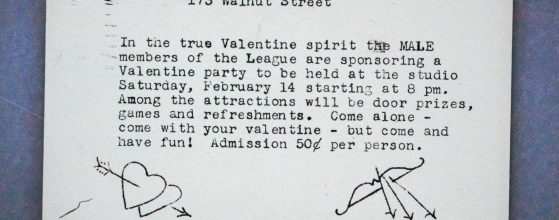 173 Walnut Street
In the true Valentine spirit the MALE
members of the League are sponsoring a
Valentine party to be held at the studio
Saturday, February 14 starting at 8 pm.
Among the attractions will be door prizes,
games and refreshments. Come alone -
come with your valentine - but come and
have fun! Admission 50¢ per person.